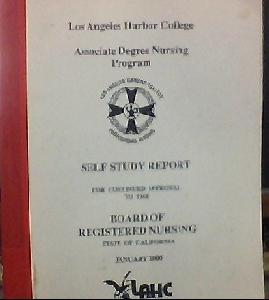 Los Angeles Harbor College
Associate Degree Nursing
Program
SELF STUDY REPORT
FOR CONTINUED APPROVAL
TO THE
BOARD OF
REGISTERED NURSING
STATE OF CALIFORNIA
JANUARY
LAHC